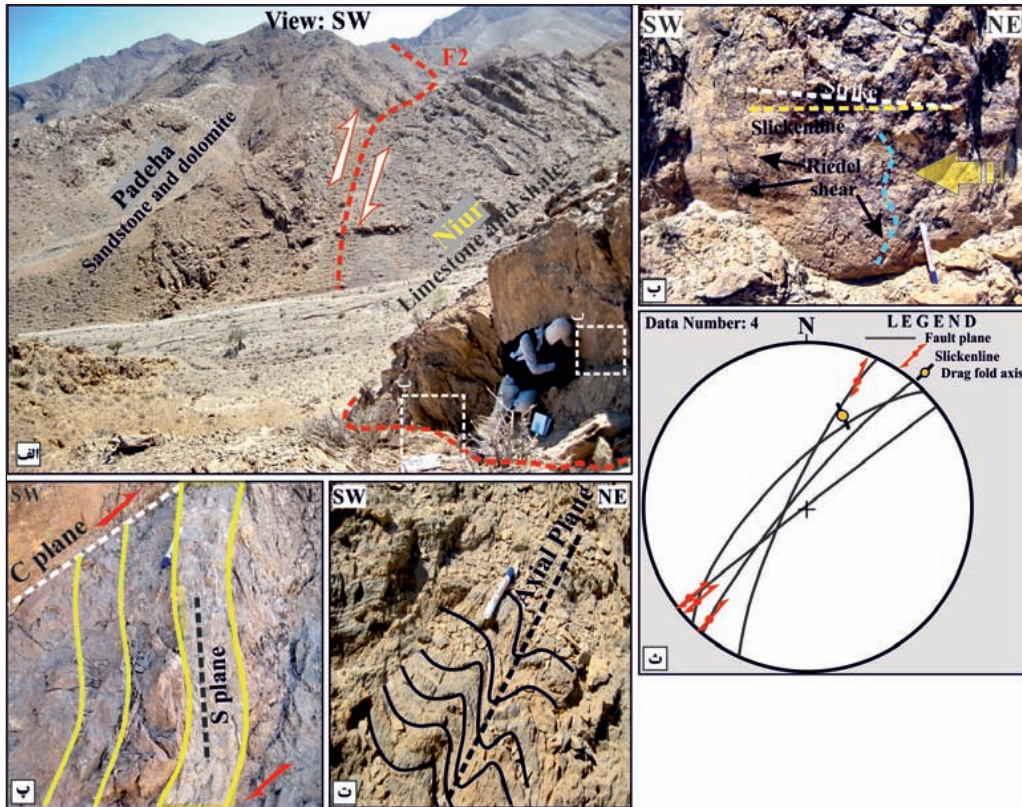 View: SW
F2
Padeha
Sandstone and dolomite
Niur
Limestone and shale
الف
SW
NE
Strike
Slickenline
Riedel
shear
ب
Data Number: 4
N
LEGEND
Fault plane
Slickenline
Drag fold axis
ث
SW
NE
C plane
S plane
پ
SW
NE
Axial Plane
ت